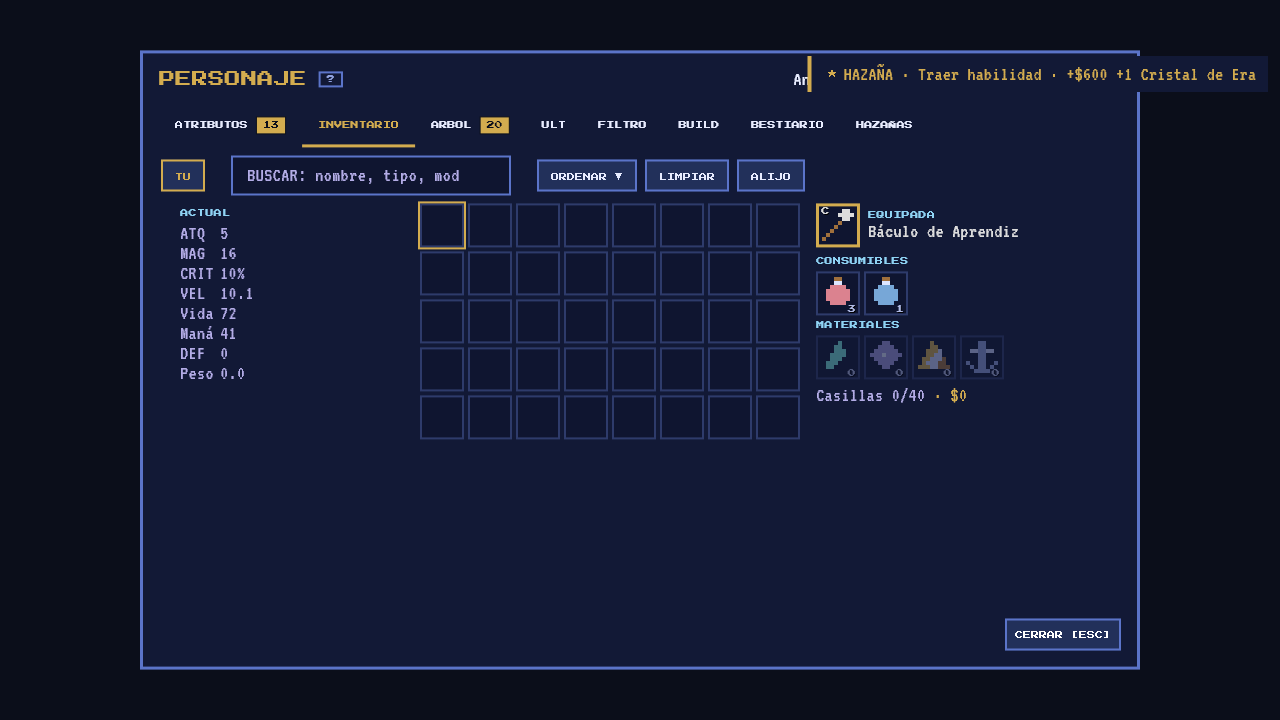 PERSONAJE ?
An
★ HAZAÑA · Traer habilidad · +$600 +1 Cristal de Era
ATRIBUTOS 13 INVENTARIO ARBOL 20 ULT FILTRO BUILD BESTIARIO HAZAÑAS
TU BUSCAR: nombre, tipo, mod ORDENAR ▼ LIMPIAR ALIJO
ACTUAL
ATQ 5
MAG 16
CRIT 10%
VEL 10.1
Vida 72
Maná 41
DEF 0
Peso 0.0
C
EQUIPADA
Báculo de Aprendiz
CONSUMIBLES
3 1
MATERIALES
0 0 0 0
Casillas 0/40 · $0
CERRAR [ESC]